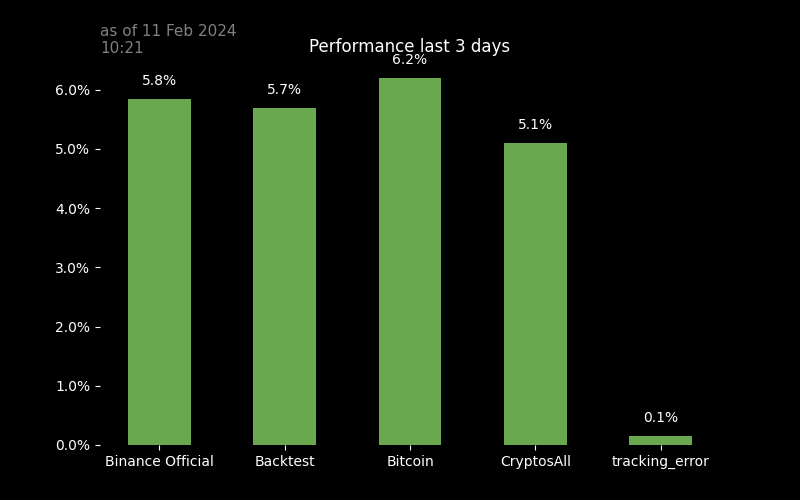 as of 11 Feb 2024
10:21
Performance last 3 days
6.2%
5.8%
5.7%
5.1%
0.1%
6.0%
5.0%
4.0%
3.0%
2.0%
1.0%
0.0%
Binance Official
Backtest
Bitcoin
CryptosAll
tracking_error